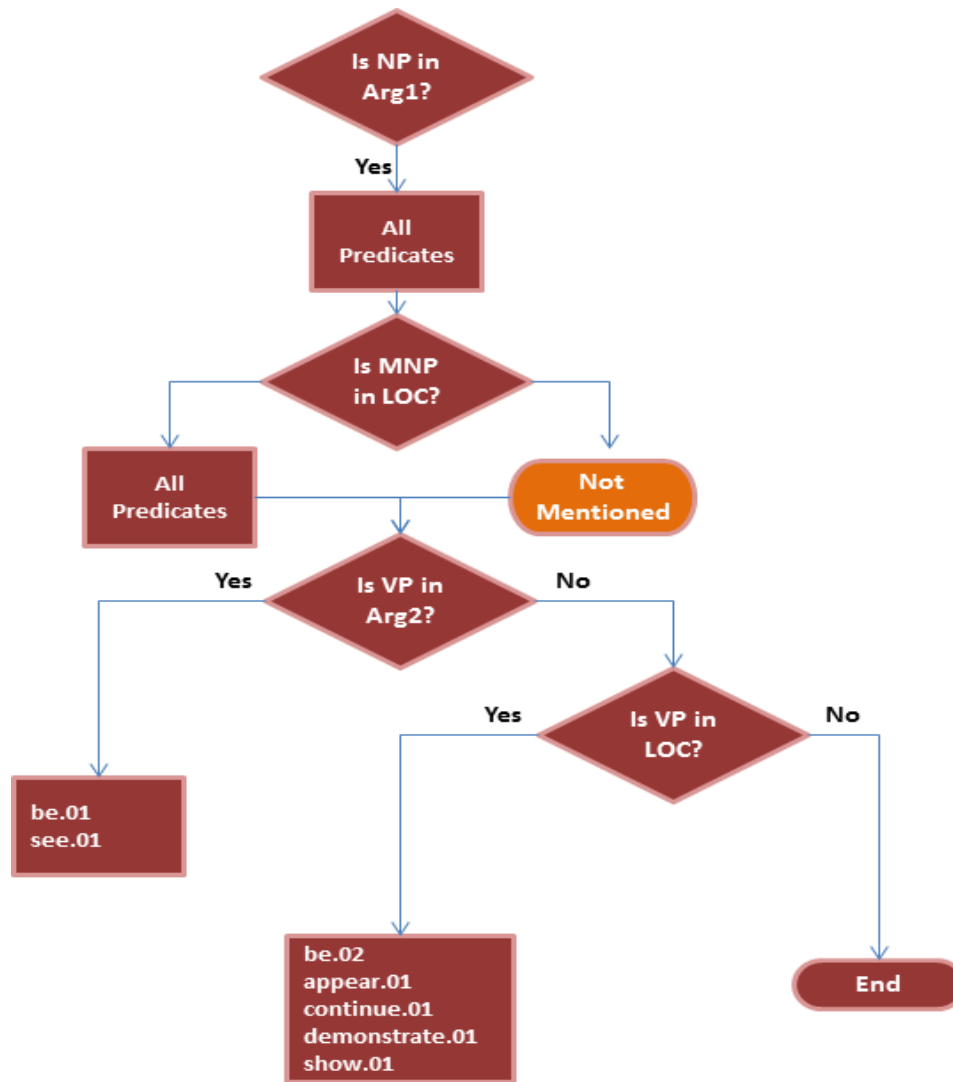 Is NP in
Arg1?
Yes
All
Predicates
Is MNP
in LOC?
All
Predicates
Not
Mentioned
Yes
Is VP in
Arg2?
No
Yes
Is VP in
LOC?
No
be.01
see.01
be.02
appear.01
continue.01
demonstrate.01
show.01
End